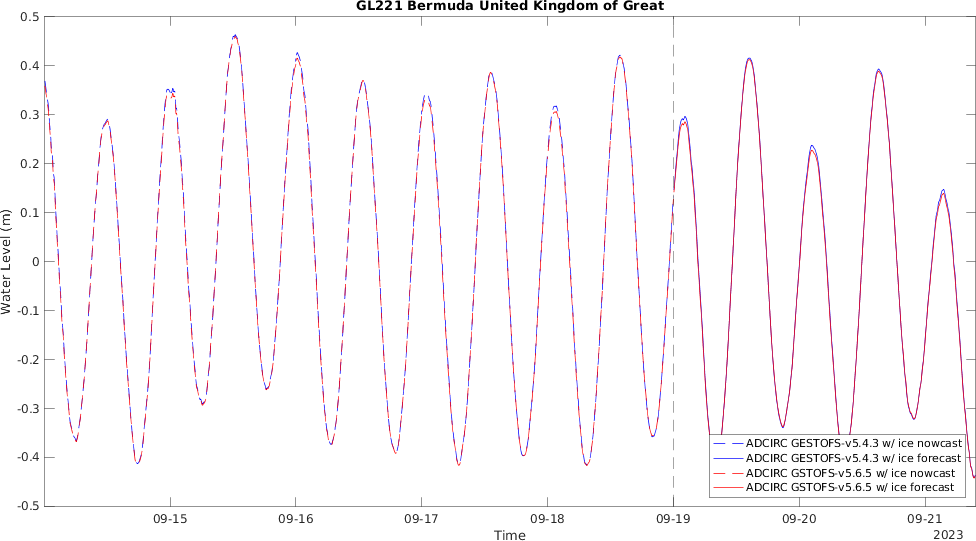 GL221 Bermuda United Kingdom of Great
0.5
0.4
0.3
0.2
0.1
0
-0.1
-0.2
-0.3
-0.4
-0.5
Water Level (m)
ADCIRC GESTOFS-v5.4.3 w/ ice nowcast
ADCIRC GESTOFS-v5.4.3 w/ ice forecast
ADCIRC GSTOFS-v5.6.5 w/ ice nowcast
ADCIRC GSTOFS-v5.6.5 w/ ice forecast
09-15 09-16 09-17 09-18 09-19 09-20 09-21
Time
2023